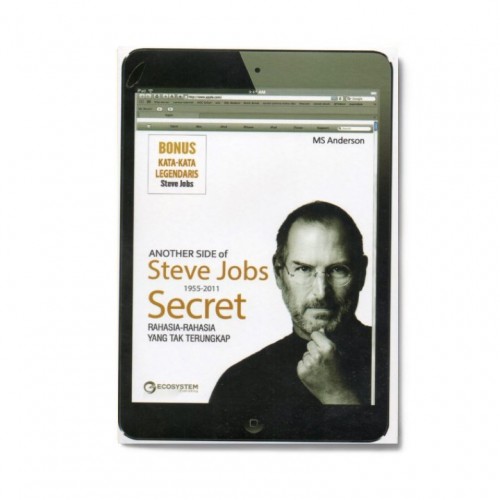 MS Anderson
BONUS
KATA-KATA
LEGENDARIS
Steve Jobs
ANOTHER SIDE of
Steve Jobs
1955-2011
Secret
RAHASIA-RAHASIA
YANG TAK TERUNGKAP
ECOSYSTEM